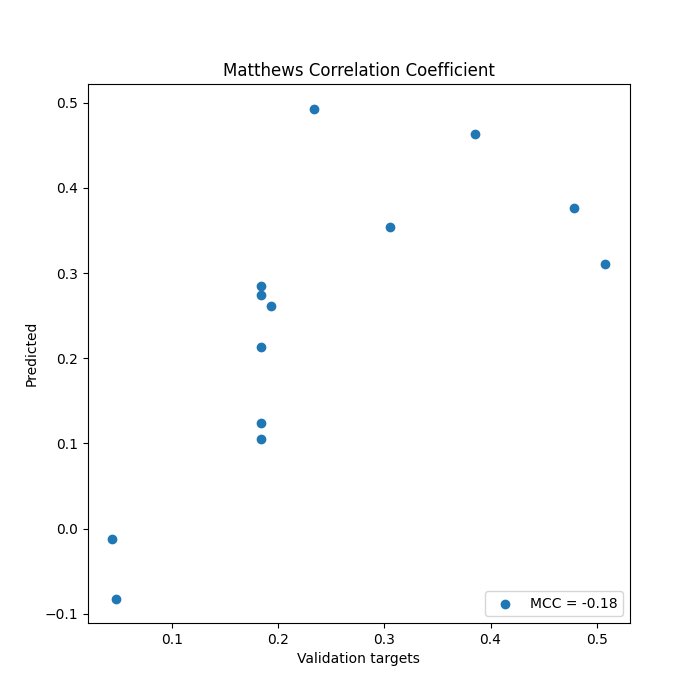 Matthews Correlation Coefficient
0.5
0.4
0.3
0.2
0.1
0.0
−0.1
Predicted
MCC = -0.18
0.1 0.2 0.3 0.4 0.5
Validation targets